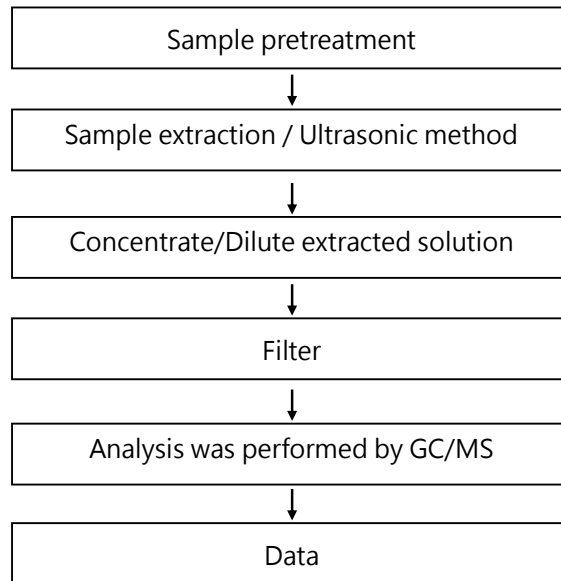 Sample pretreatment
Sample extraction / Ultrasonic method
Concentrate/Dilute extracted solution
Filter
Analysis was performed by GC/MS
Data